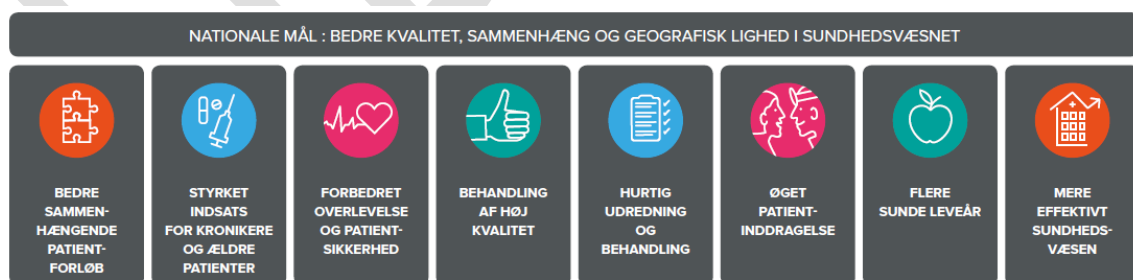 NATIONALE MÅL : BEDRE KVALITET, SAMMENHÆNG OG GEOGRAFISK LIGHED I SUNDHEDSVÆSNET
BEDRE
SAMMEN-
HÆNGENDE
PATIENT-
FORLØB
STYRKET
INDSATS
FOR KRONIKERE
OG ÆLDRE
PATIENTER
FORBEDRET
OVERLEVELSE
OG PATIENT-
SIKKERHED
BEHANDLING
AF HØJ
KVALITET
HURTIG
UDREDNING
OG
BEHANDLING
ØGET
PATIENT-
INDDRAGELSE
FLERE
SUNDE LEVEÅR
MERE
EFFEKTIVT
SUNDHEDS-
VÆSEN